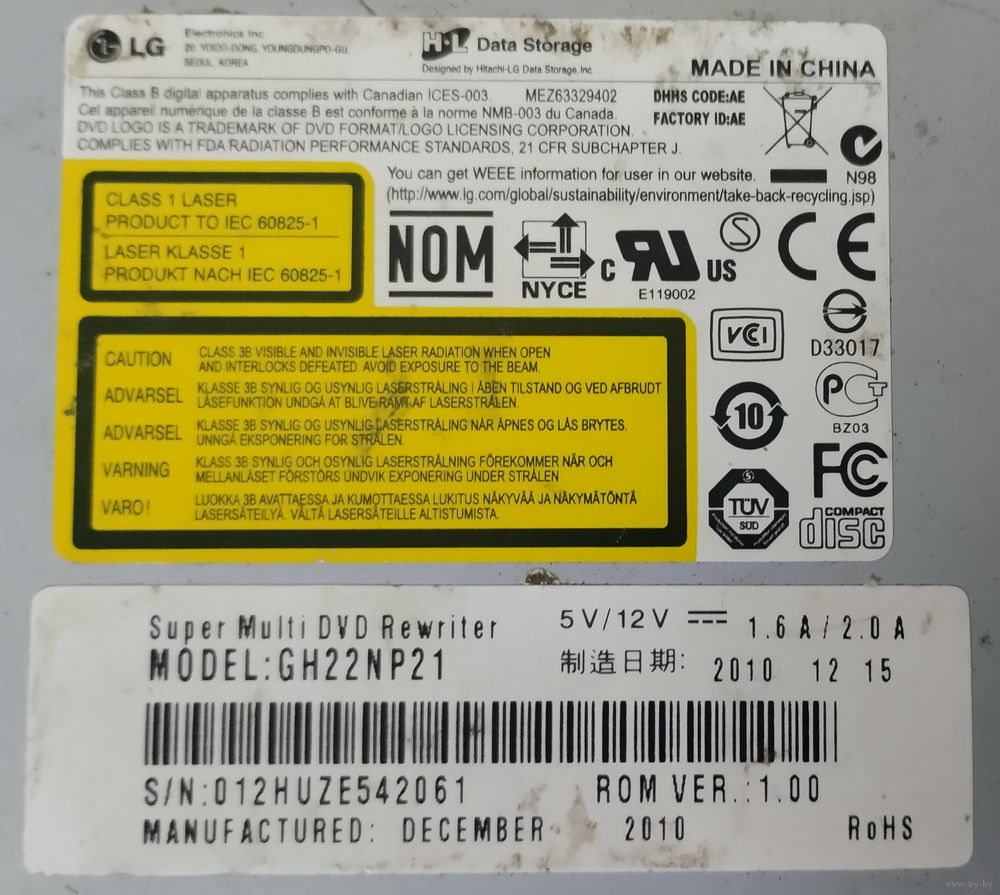 LG Electronics Inc.
20, YOIDO-DONG, YOUNGDUNGPO-GU,
SEOUL, KOREA
H·L Data Storage
Designed by Hitachi-LG Data Storage, Inc
MADE IN CHINA
This Class B digital apparatus complies with Canadian ICES-003. MEZ63329402
Cet appareil numérique de la classe B est conforme à la norme NMB-003 du Canada.
DVD LOGO IS A TRADEMARK OF DVD FORMAT/LOGO LICENSING CORPORATION.
COMPLIES WITH FDA RADIATION PERFORMANCE STANDARDS, 21 CFR SUBCHAPTER J.
DHHS CODE:AE
FACTORY ID:AE
N98
You can get WEEE information for user in our website.
(http://www.lg.com/global/sustainability/environment/take-back-recycling.jsp)
CLASS 1 LASER
PRODUCT TO IEC 60825-1
LASER KLASSE 1
PRODUKT NACH IEC 60825-1
NOM
NYCE
C RU US
E119002
S
CE
VCI
D33017
10
PCT
BZ03
TÜV
SÜD
FC
COMPACT
disc
CAUTION CLASS 3B VISIBLE AND INVISIBLE LASER RADIATION WHEN OPEN
AND INTERLOCKS DEFEATED. AVOID EXPOSURE TO THE BEAM.
ADVARSEL KLASSE 3B SYNLIG OG USYNLIG LASERSTRÅLING I ÅBEN TILSTAND OG VED AFBRUDT
LÅSEFUNKTION UNDGÅ AT BLIVE RAMT AF LASERSTRÅLEN.
ADVARSEL KLASSE 3B SYNLIG OG USYNLIG LASERSTRÅLING NÅR ÅPNES OG LÅS BRYTES.
UNNGÅ EKSPONERING FOR STRÅLEN.
VARNING KLASS 3B SYNLIG OCH OSYNLIG LASERSTRÅLNING FÖREKOMMER NÄR OCH
MELLANLÅSET FÖRSTÖRS UNDVIK EXPONERING UNDER STRÅLEN
VARO! LUOKKA 3B AVATTAESSA JA KUMOTTAESSA LUKITUS NÄKYVÄÄ JA NÄKYMÄTÖNTÄ
LASERSÄTEILYÄ. VÄLTÄ LASERSÄTEILLE ALTISTUMISTA.
Super Multi DVD Rewriter
5V/12V ⎓ 1.6A/2.0A
MODEL:GH22NP21
制造日期: 2010 12 15
S/N:012HUZE542061
ROM VER.:1.00
MANUFACTURED: DECEMBER 2010
RoHS
www.ay.by